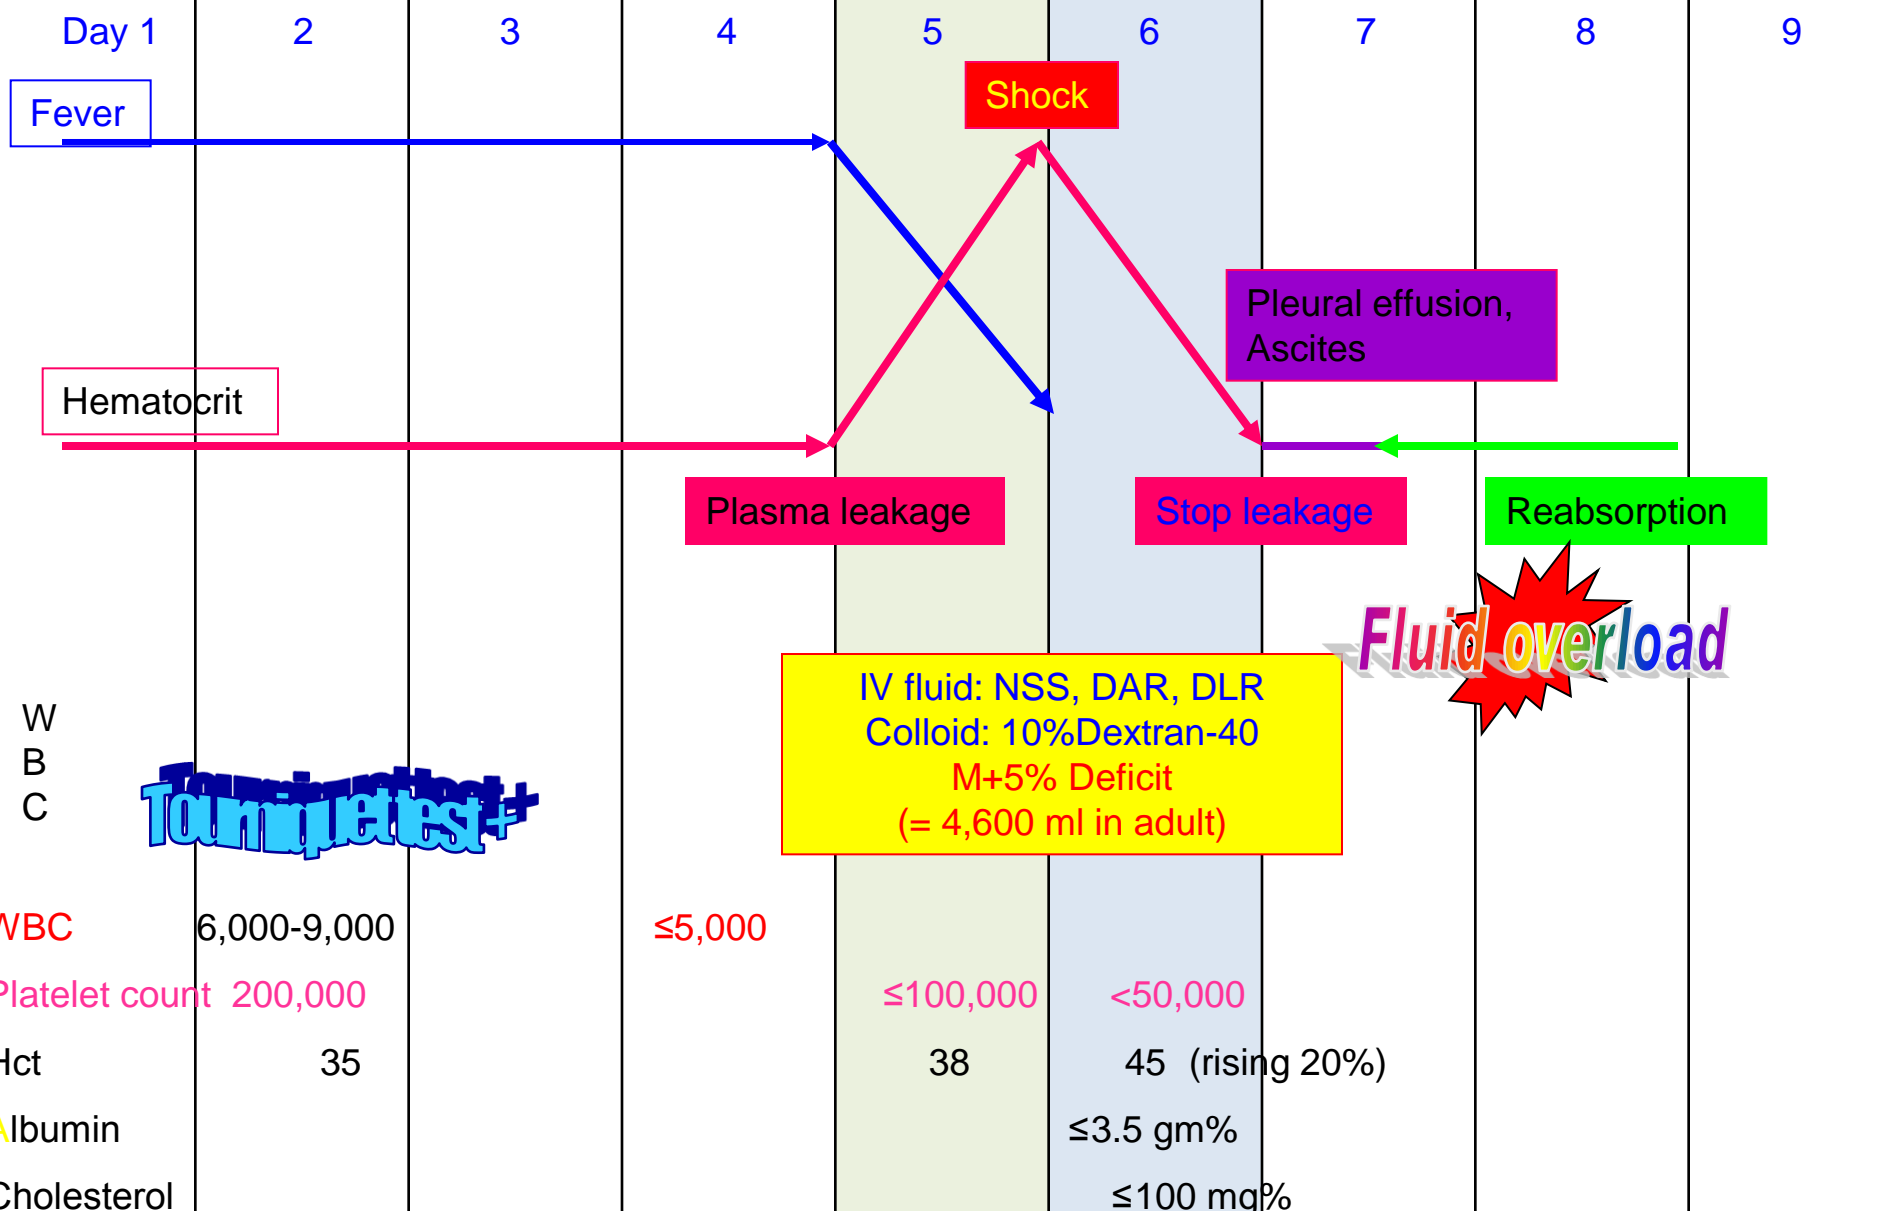 Day 1 2 3 4 5 6 7 8 9
Shock
Fever
Pleural effusion,
Ascites
Hematocrit
Plasma leakage Stop leakage Reabsorption
Fluid overload
IV fluid: NSS, DAR, DLR
Colloid: 10%Dextran-40
M+5% Deficit
(= 4,600 ml in adult)
W
B
C
Tourniquet test +
WBC 6,000-9,000 ≤5,000
Platelet count 200,000 ≤100,000 <50,000
Hct 35 38 45 (rising 20%)
Albumin ≤3.5 gm%
Cholesterol ≤100 mg%